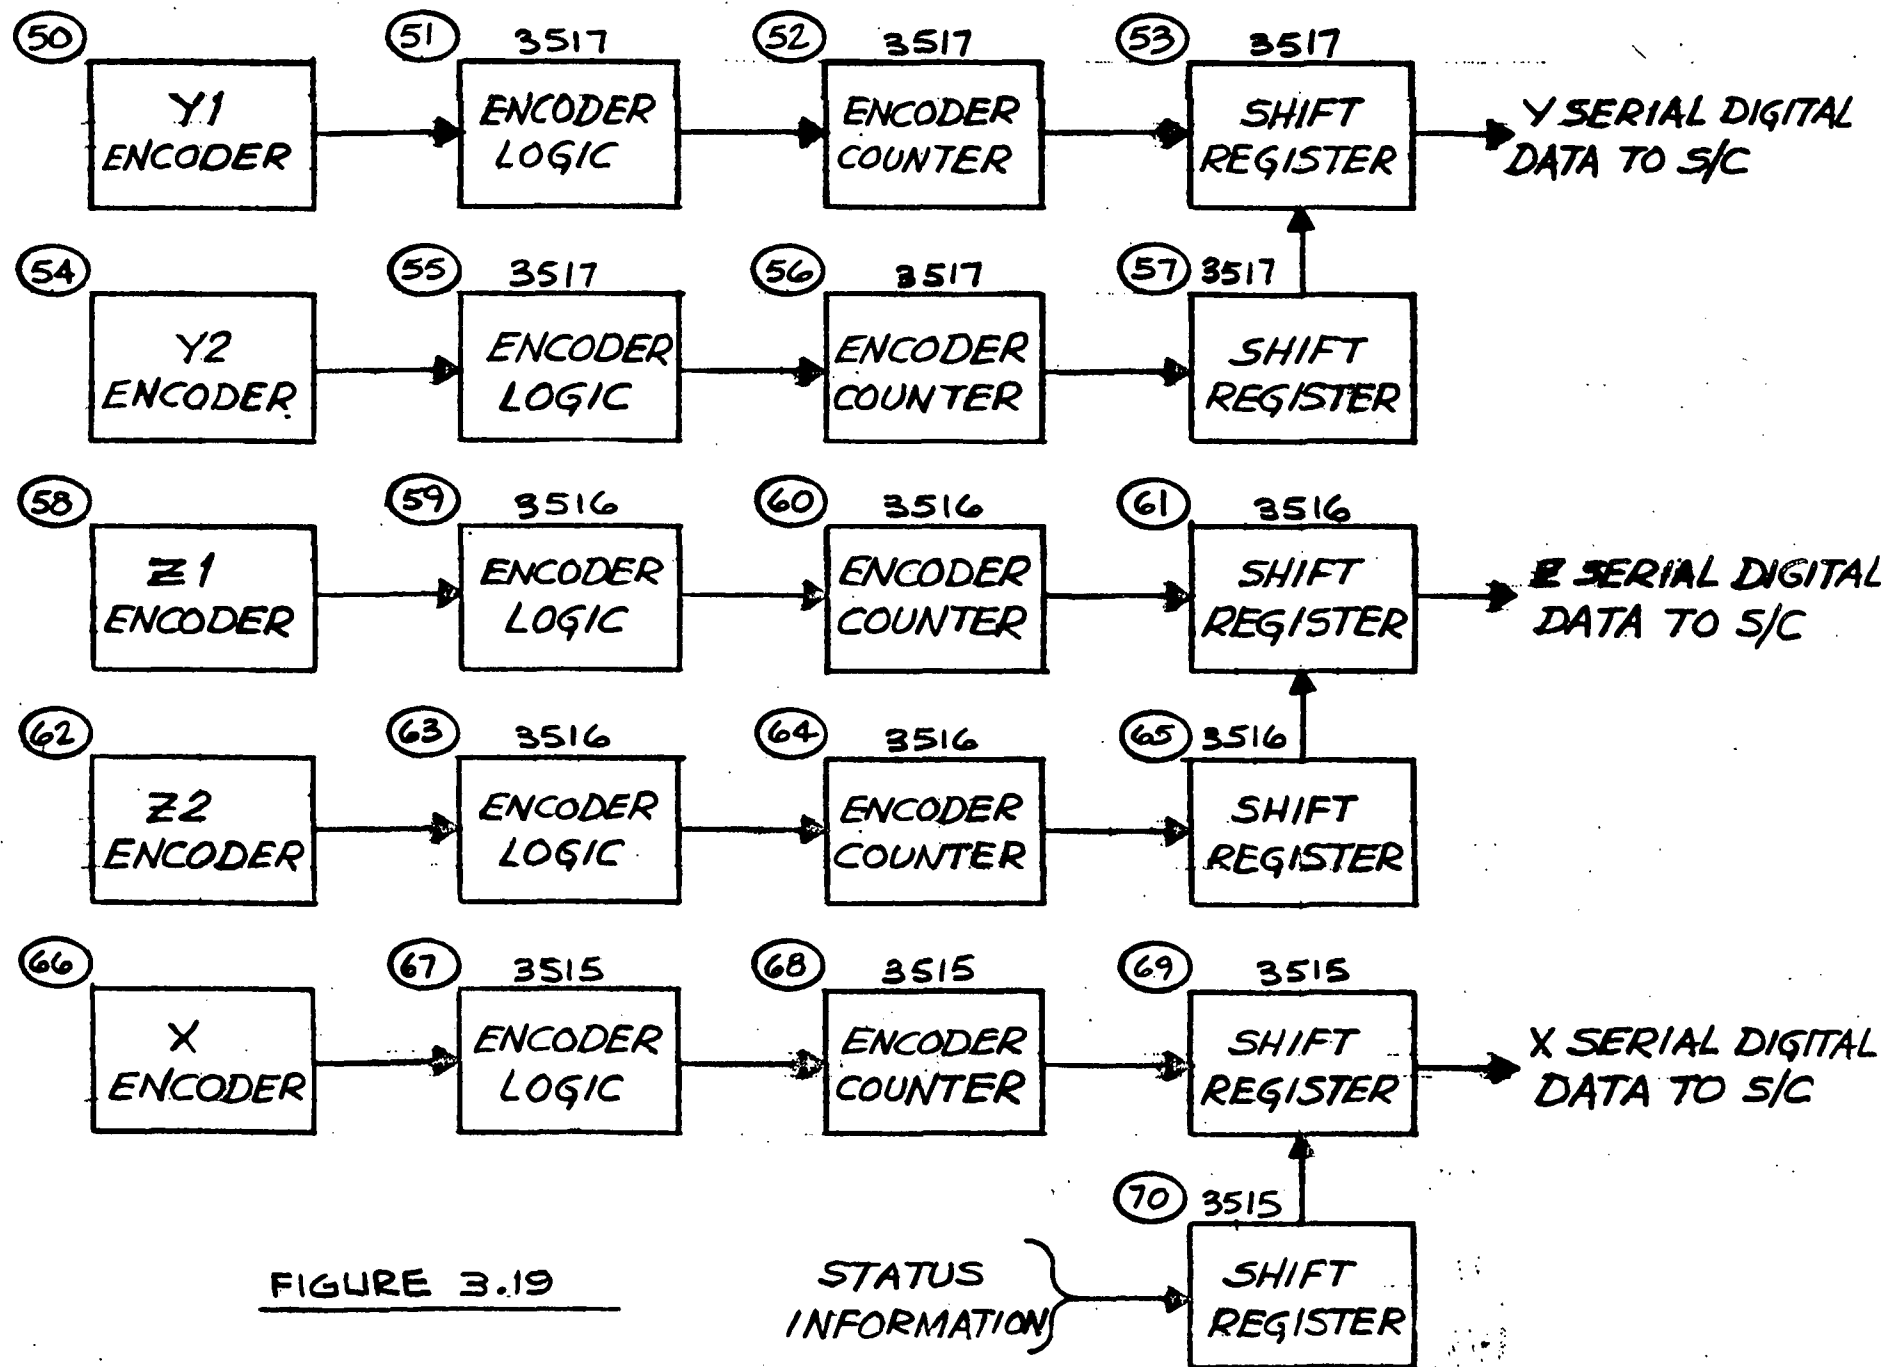 50 51 3517 52 3517 53 3517
Y1 ENCODER LOGIC ENCODER COUNTER SHIFT REGISTER Y SERIAL DIGITAL
ENCODER DATA TO S/C
54 55 3517 56 3517 57 3517
Y2 ENCODER ENCODER SHIFT
ENCODER LOGIC COUNTER REGISTER
58 59 3516 60 3516 61 3516
Z1 ENCODER ENCODER SHIFT Z SERIAL DIGITAL
ENCODER LOGIC COUNTER REGISTER DATA TO S/C
62 63 3516 64 3516 65 3516
Z2 ENCODER ENCODER SHIFT
ENCODER LOGIC COUNTER REGISTER
66 67 3515 68 3515 69 3515
X ENCODER ENCODER SHIFT X SERIAL DIGITAL
ENCODER LOGIC COUNTER REGISTER DATA TO S/C
70 3515
FIGURE 3.19 STATUS SHIFT
INFORMATION REGISTER